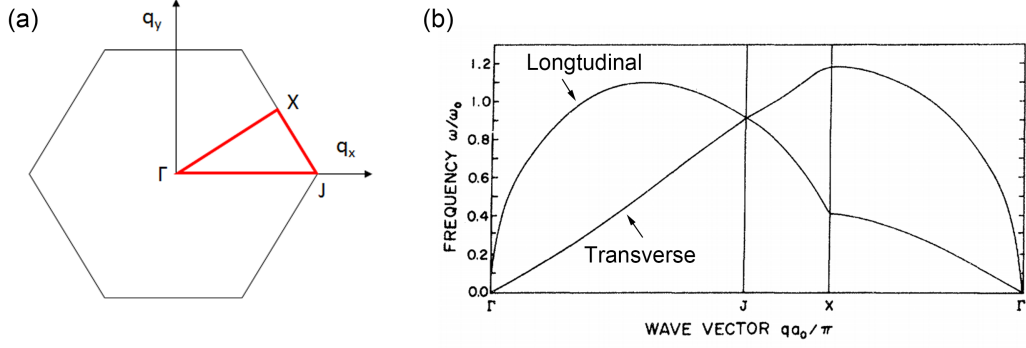 (a)
q_y
X
q_x
Γ
J
(b)
Longtudinal
Transverse
FREQUENCY ω/ω₀
1.2
1.0
0.8
0.6
0.4
0.2
0.0
Γ J X Γ
WAVE VECTOR qa₀/π